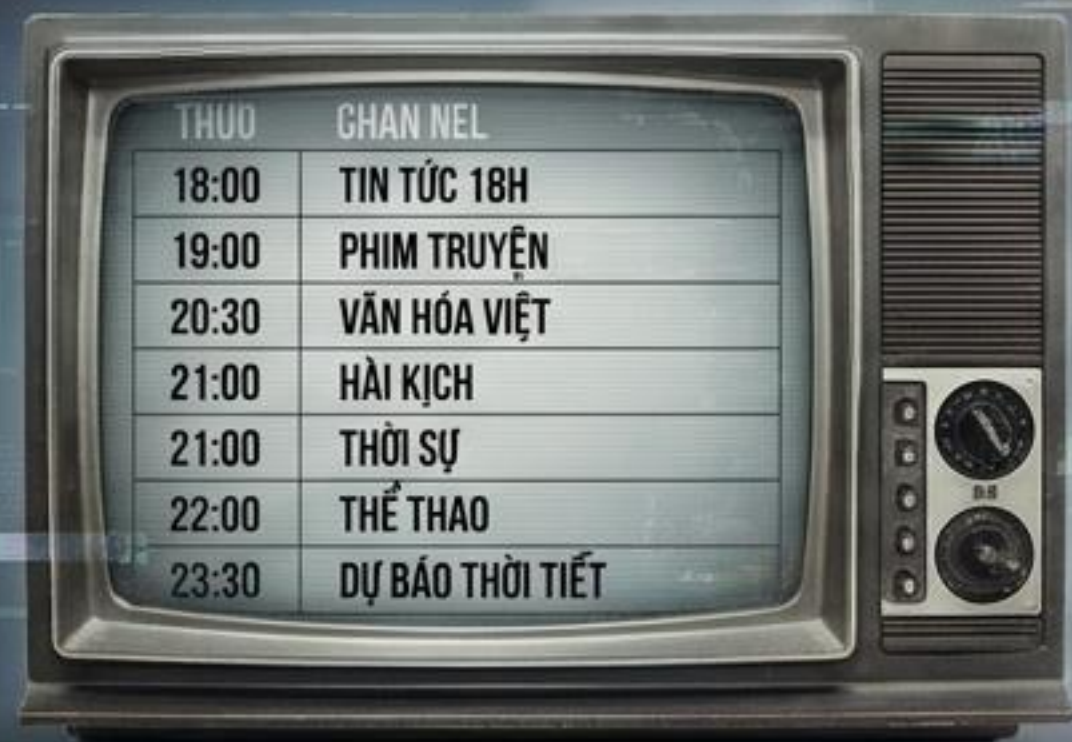 THUO CHAN NEL
18:00 TIN TỨC 18H
19:00 PHIM TRUYỆN
20:30 VĂN HÓA VIỆT
21:00 HÀI KỊCH
21:00 THỜI SỰ
22:00 THỂ THAO
23:30 DỰ BÁO THỜI TIẾT